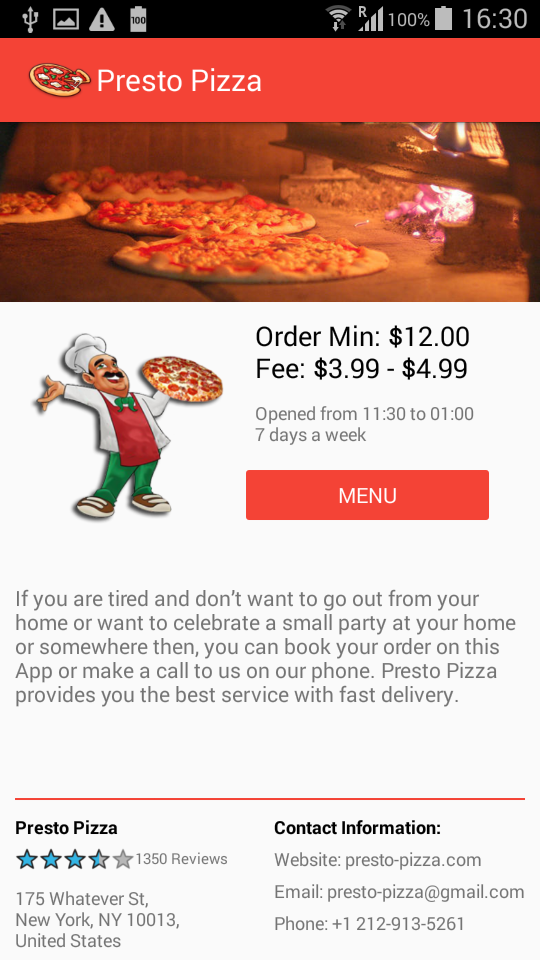 100
R
100%
16:30
Presto Pizza
Order Min: $12.00
Fee: $3.99 - $4.99
Opened from 11:30 to 01:00
7 days a week
MENU
If you are tired and don’t want to go out from your
home or want to celebrate a small party at your home
or somewhere then, you can book your order on this
App or make a call to us on our phone. Presto Pizza
provides you the best service with fast delivery.
Presto Pizza
1350 Reviews
175 Whatever St,
New York, NY 10013,
United States
Contact Information:
Website: presto-pizza.com
Email: presto-pizza@gmail.com
Phone: +1 212-913-5261